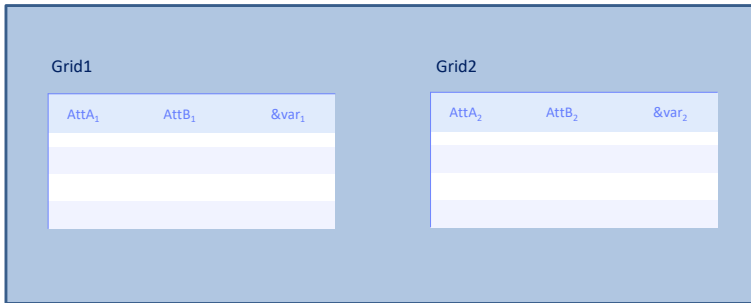 Grid1
AttA₁ AttB₁ &var₁
Grid2
AttA₂ AttB₂ &var₂